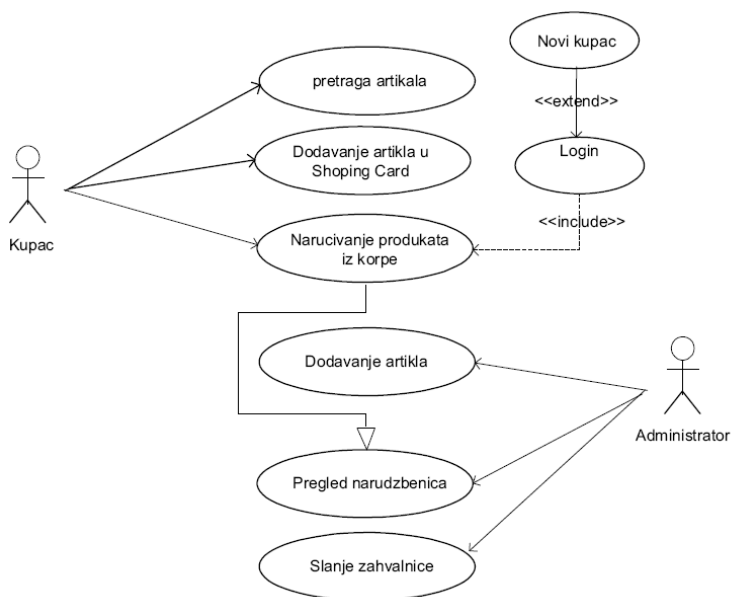 Novi kupac
pretraga artikala
<<extend>>
Dodavanje artikla u
Shoping Card
Login
Kupac
Narucivanje produkata
iz korpe
<<include>>
Dodavanje artikla
Administrator
Pregled narudzbenica
Slanje zahvalnice